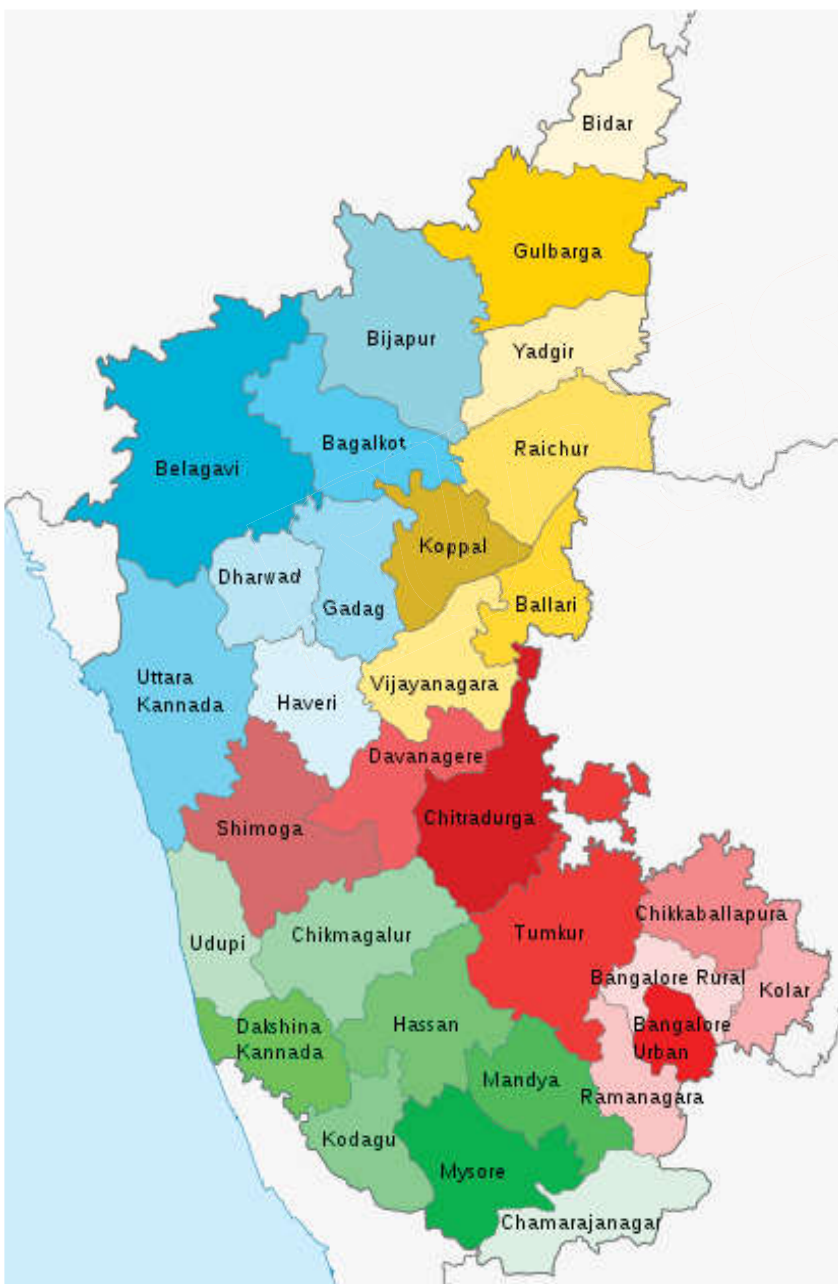 Bidar
Gulbarga
Bijapur
Yadgir
Bagalkot
Raichur
Belagavi
Koppal
Dharwad
Gadag
Ballari
Uttara
Kannada
Haveri
Vijayanagara
Davanagere
Shimoga
Chitradurga
Chikkaballapura
Udupi
Chikmagalur
Tumkur
Bangalore Rural
Kolar
Dakshina
Kannada
Hassan
Bangalore
Urban
Mandya
Ramanagara
Kodagu
Mysore
Chamarajanagar